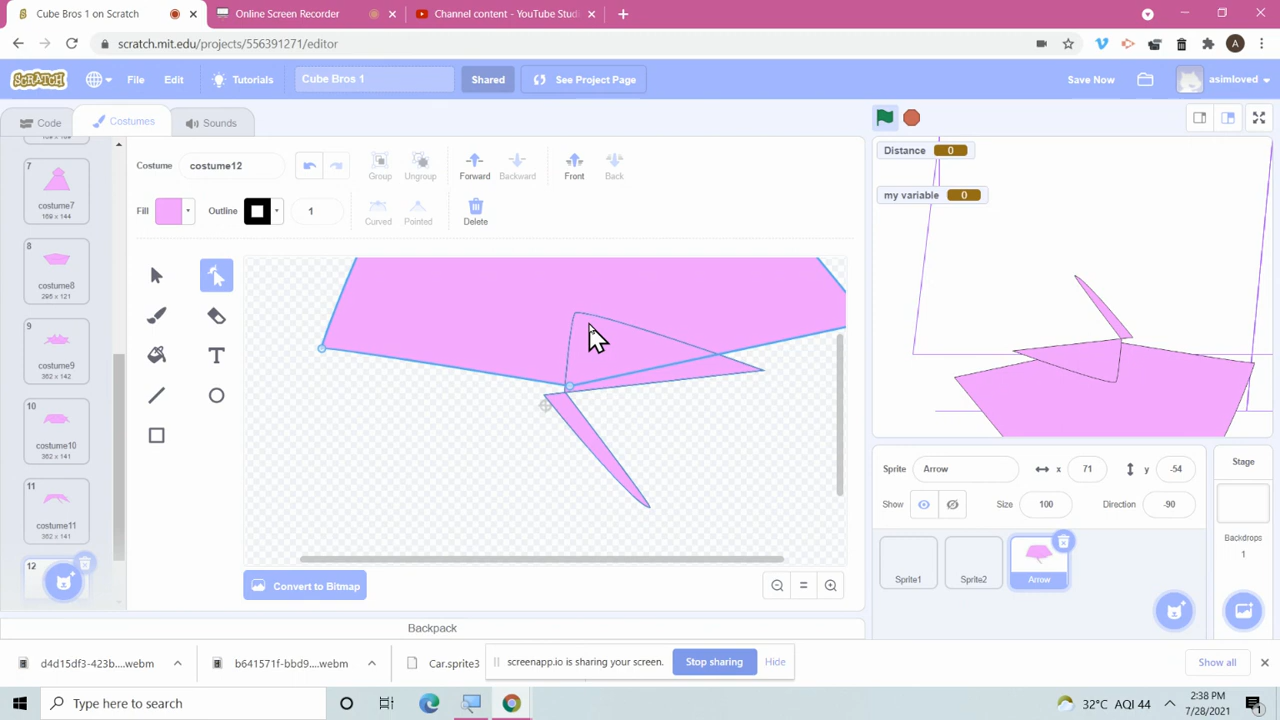 Cube Bros 1 on Scratch
Online Screen Recorder
Channel content - YouTube Studi
scratch.mit.edu/projects/556391271/editor
A
SCRATCH
File
Edit
Tutorials
Cube Bros 1
Shared
See Project Page
Save Now
asimloved
Code
Costumes
Sounds
Costume
costume12
Group
Ungroup
Forward
Backward
Front
Back
Fill
Outline
1
Curved
Pointed
Delete
7
costume7
169 x 144
8
costume8
295 x 121
9
costume9
362 x 142
10
costume10
362 x 141
11
costume11
362 x 141
12
T
Convert to Bitmap
Backpack
Distance 0
my variable 0
Sprite
Arrow
x 71
y -54
Show
Size 100
Direction -90
Sprite1
Sprite2
Arrow
Stage
Backdrops
1
d4d15df3-423b....webm
b641571f-bbd9....webm
Car.sprite3
screenapp.io is sharing your screen.
Stop sharing
Hide
Show all
Type here to search
32°C AQI 44
2:38 PM
7/28/2021
1